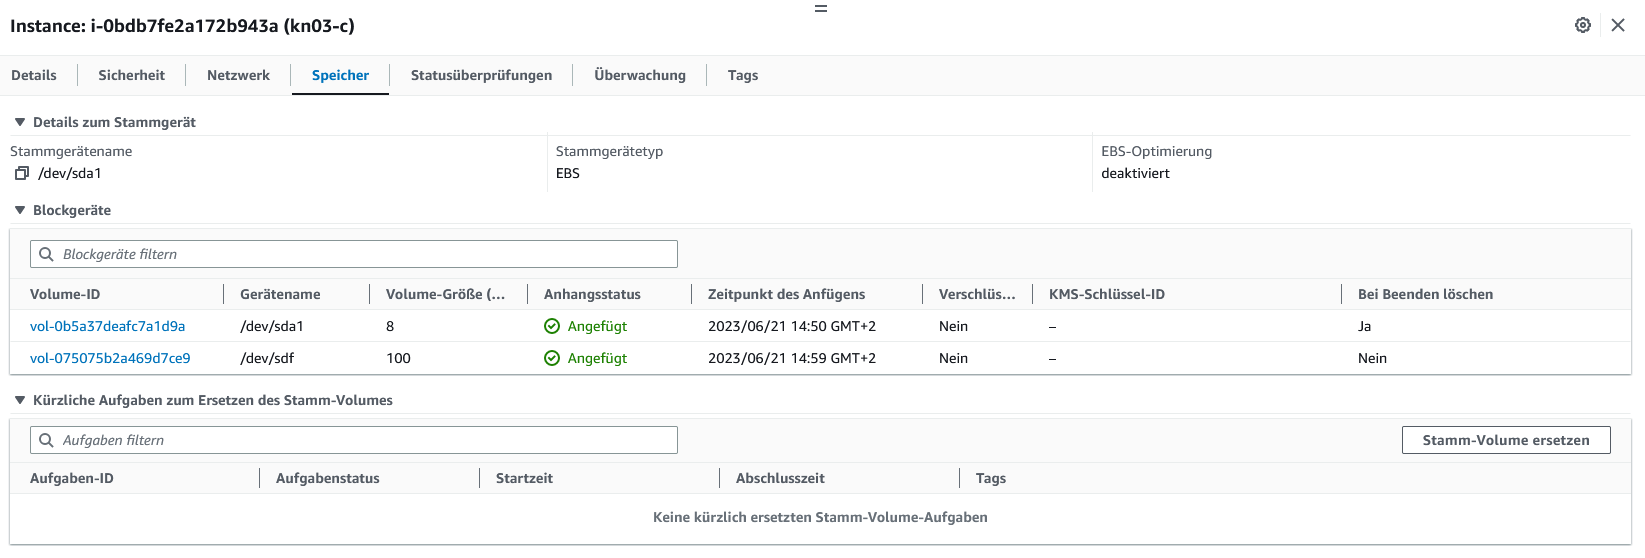 Instance: i-0bdb7fe2a172b943a (kn03-c)
Details Sicherheit Netzwerk Speicher Statusüberprüfungen Überwachung Tags
Details zum Stammgerät
Stammgerätename Stammgerätetyp EBS-Optimierung
/dev/sda1 EBS deaktiviert
Blockgeräte
Blockgeräte filtern
Volume-ID Gerätename Volume-Größe (... Anhangsstatus Zeitpunkt des Anfügens Verschlüs... KMS-Schlüssel-ID Bei Beenden löschen
vol-0b5a37deafc7a1d9a /dev/sda1 8 Angefügt 2023/06/21 14:50 GMT+2 Nein – Ja
vol-075075b2a469d7ce9 /dev/sdf 100 Angefügt 2023/06/21 14:59 GMT+2 Nein – Nein
Kürzliche Aufgaben zum Ersetzen des Stamm-Volumes
Aufgaben filtern Stamm-Volume ersetzen
Aufgaben-ID Aufgabenstatus Startzeit Abschlusszeit Tags
Keine kürzlich ersetzten Stamm-Volume-Aufgaben